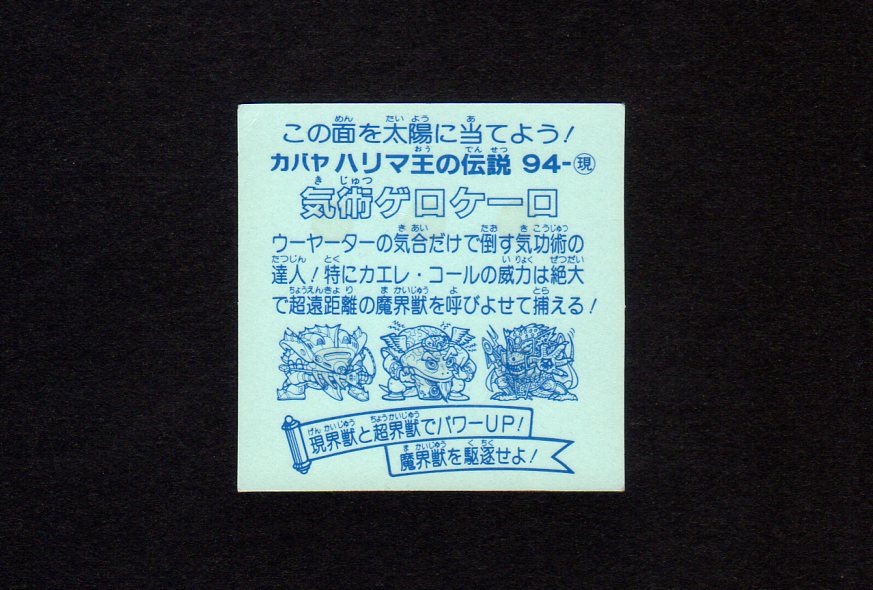 この面を太陽に当てよう!
カバヤ ハリマ王の伝説 94-㊝現
気術ゲロケーロ
ウーヤーターの気合だけで倒す気功術の
達人!特にカエレ・コールの威力は絶大
で超遠距離の魔界獣を呼びよせて捕える!
現界獣と超界獣でパワーUP!
魔界獣を駆逐せよ!